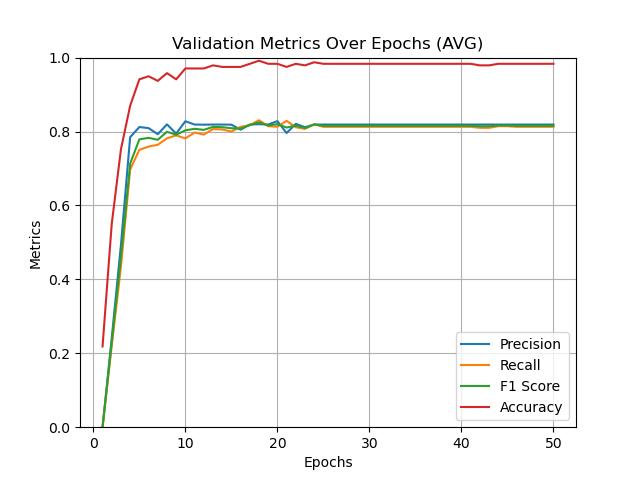 Validation Metrics Over Epochs (AVG)
1.0
0.8
0.6
0.4
0.2
0.0
Metrics
0 10 20 30 40 50
Epochs
Precision
Recall
F1 Score
Accuracy